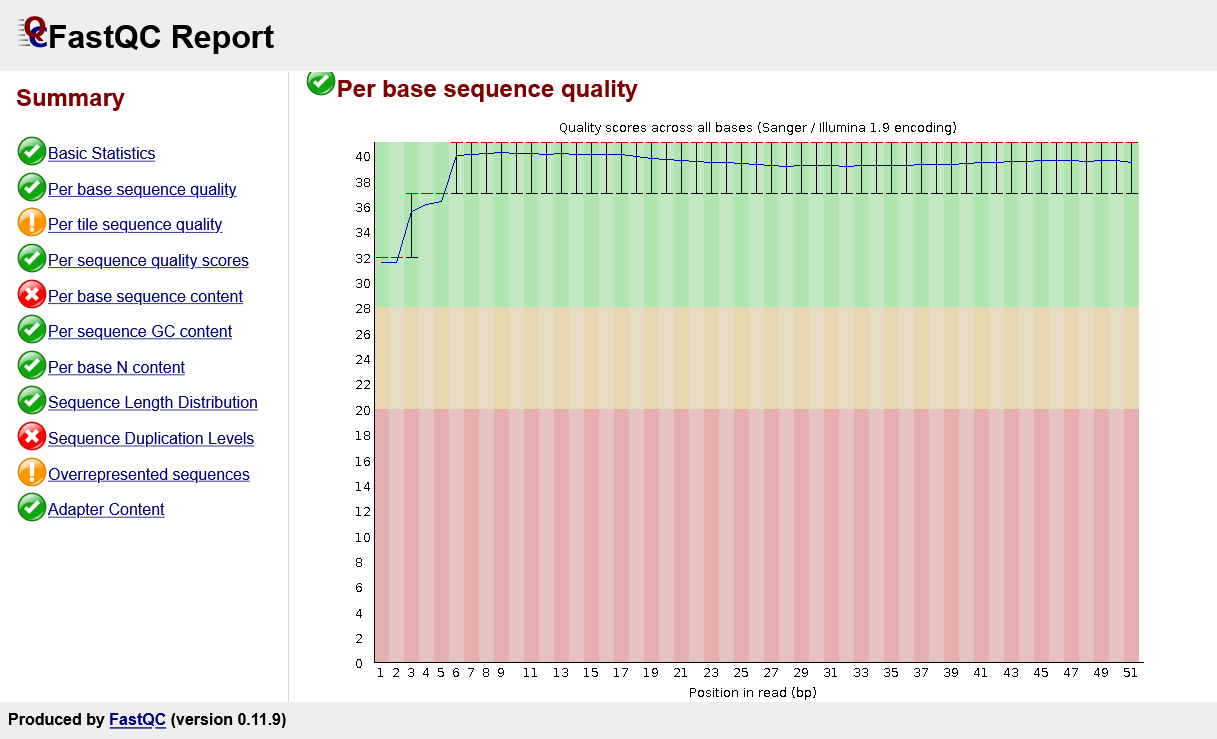 FastQC Report
Summary
Basic Statistics
Per base sequence quality
Per tile sequence quality
Per sequence quality scores
Per base sequence content
Per sequence GC content
Per base N content
Sequence Length Distribution
Sequence Duplication Levels
Overrepresented sequences
Adapter Content
Per base sequence quality
Quality scores across all bases (Sanger / Illumina 1.9 encoding)
40
38
36
34
32
30
28
26
24
22
20
18
16
14
12
10
8
6
4
2
0
1 2 3 4 5 6 7 8 9 11 13 15 17 19 21 23 25 27 29 31 33 35 37 39 41 43 45 47 49 51
Position in read (bp)
Produced by FastQC (version 0.11.9)